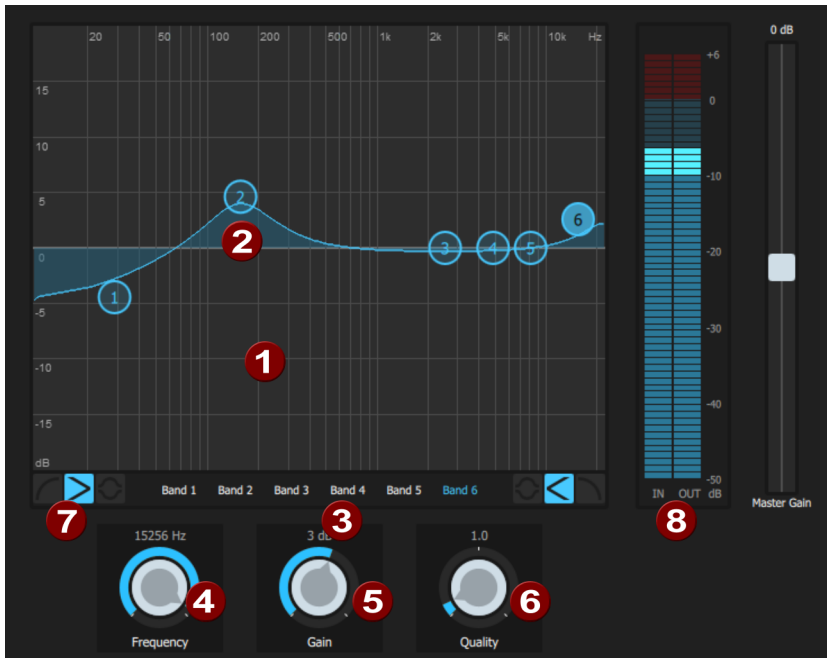 0 dB
20 50 100 200 500 1k 2k 5k 10k Hz
+6
15
0
10
-10
5
2
6
2
3 4 5
0
-20
1
-5
-30
1
-10
-40
-15
dB
-50
Band 1 Band 2 Band 3 Band 4 Band 5 Band 6
IN OUT dB
Master Gain
7
3
8
15256 Hz
3 dB
1.0
4
5
6
Frequency
Gain
Quality